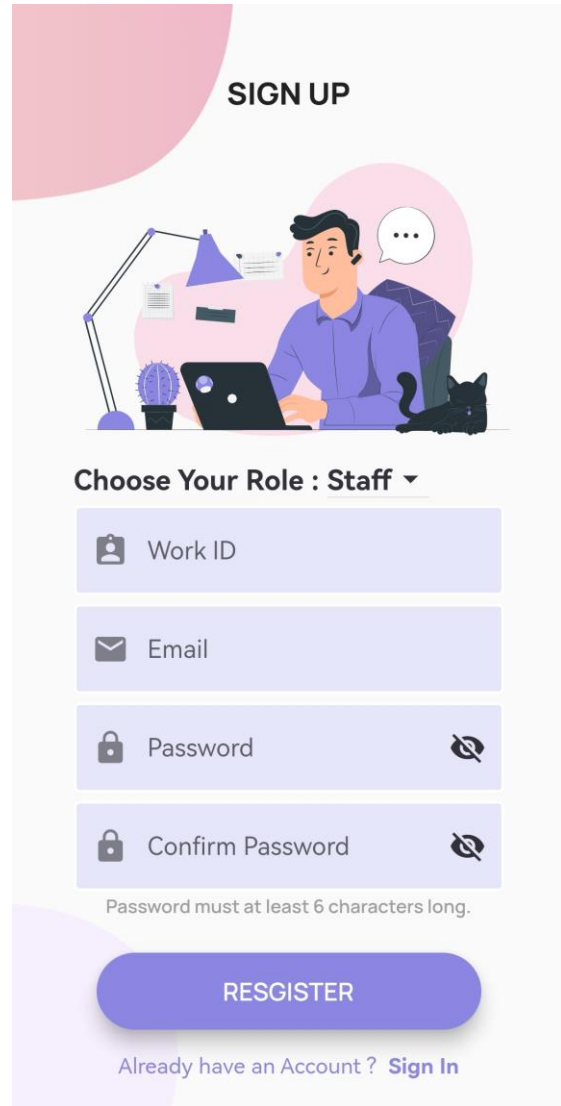 SIGN UP
Choose Your Role : Staff
Work ID
Email
Password
Confirm Password
Password must at least 6 characters long.
RESGISTER
Already have an Account ? Sign In